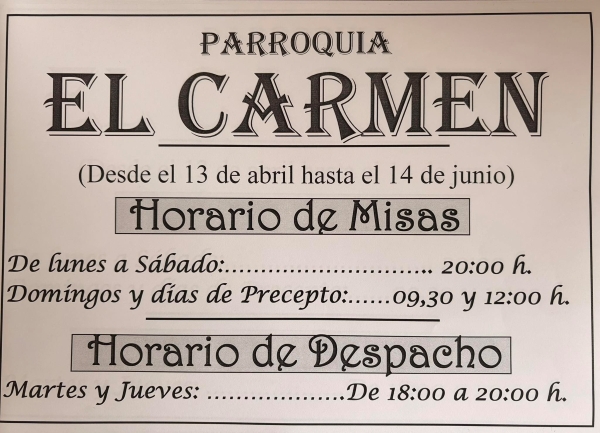 PARROQUIA
EL CARMEN
(Desde el 13 de abril hasta el 14 de junio)
Horario de Misas
De lunes a Sábado:........................... 20:00 h.
Domingos y días de Precepto:......09,30 y 12:00 h.
Horario de Despacho
Martes y Jueves: ...................De 18:00 a 20:00 h.